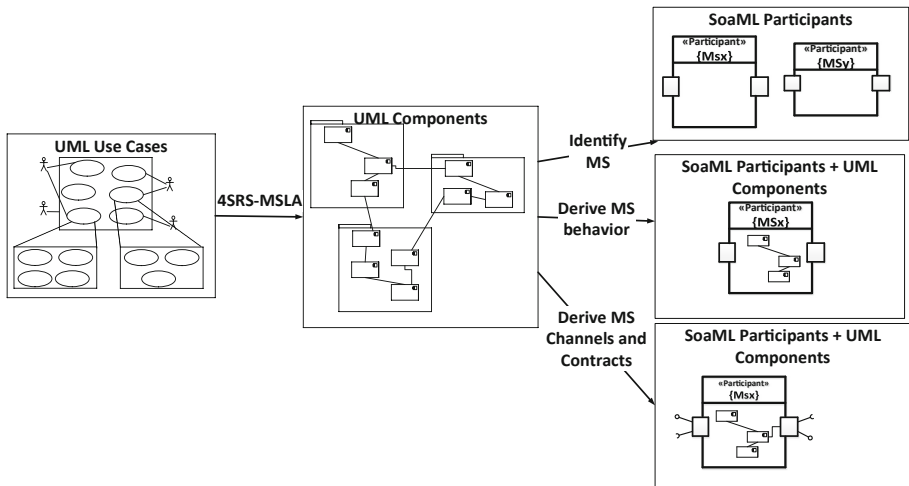 SoaML Participants
«Participant»
{Msx}
«Participant»
{MSy}
UML Use Cases
4SRS-MSLA
UML Components
Identify
MS
Derive MS
behavior
Derive MS
Channels and
Contracts
SoaML Participants + UML
Components
«Participant»
{MSx}
SoaML Participants + UML
Components
«Participant»
{Msx}